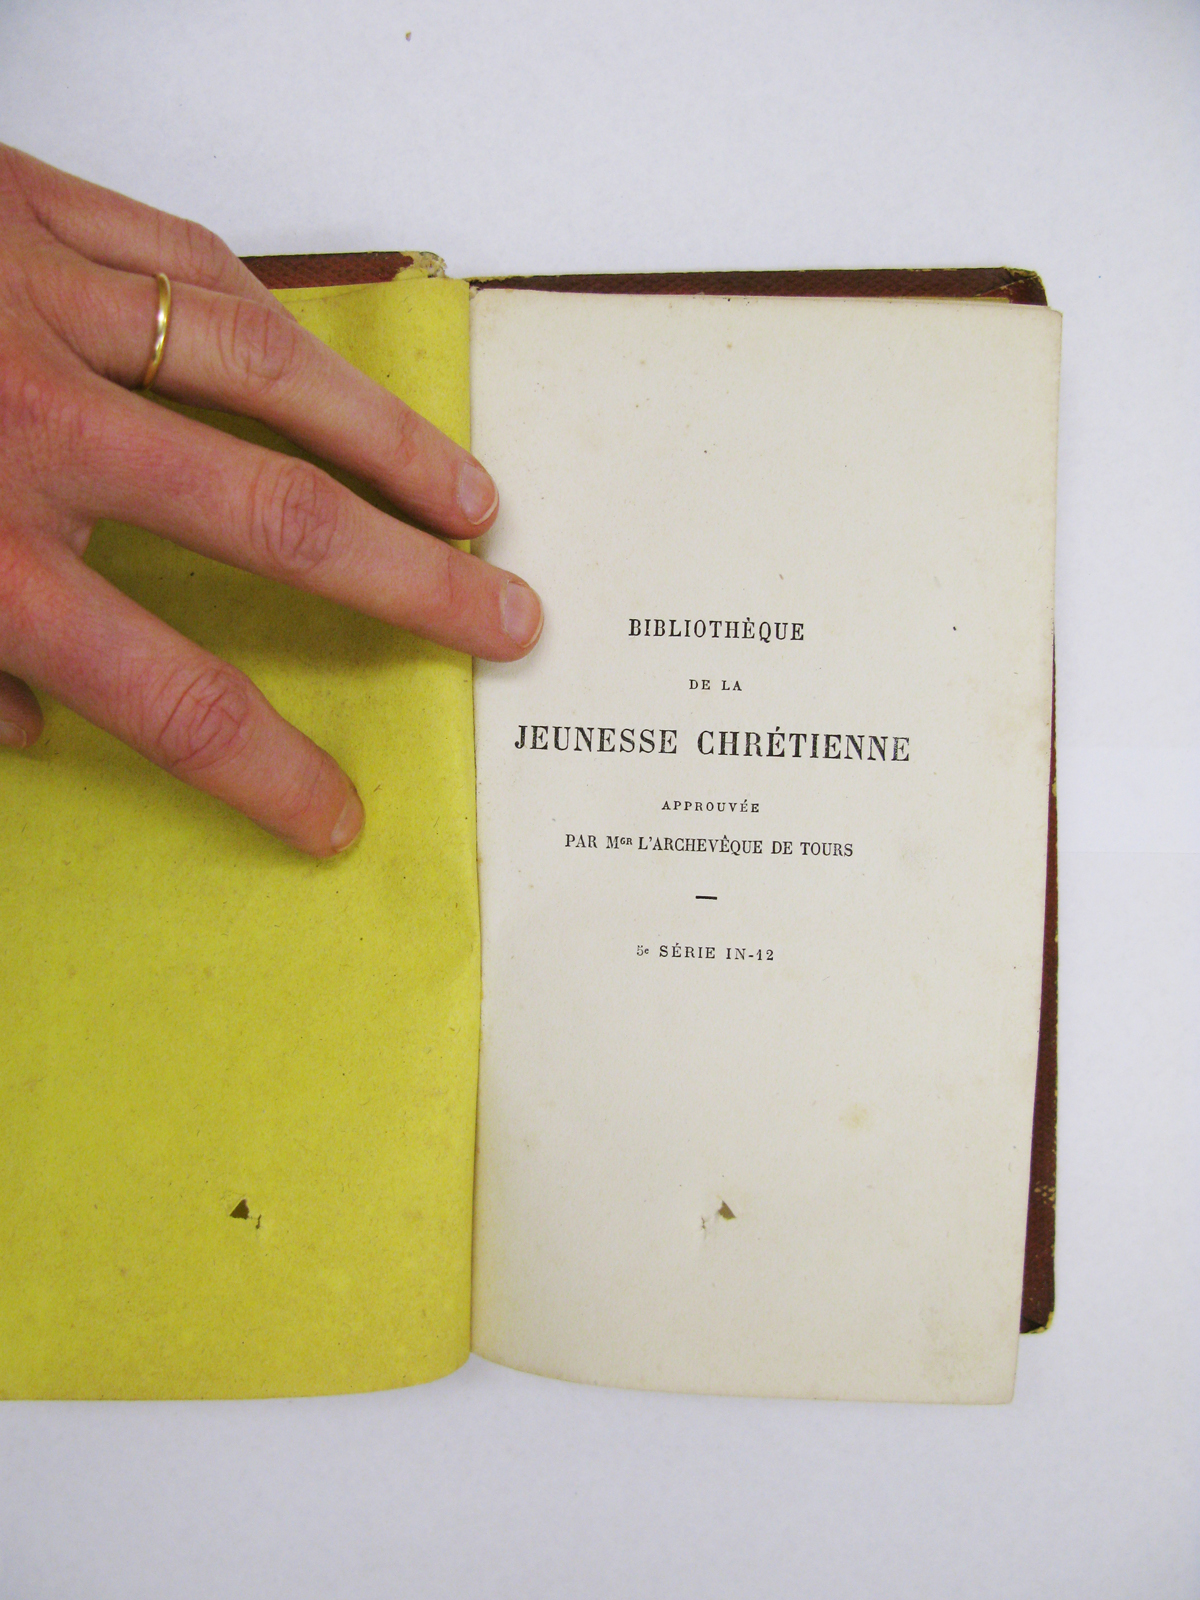 BIBLIOTHÈQUE
DE LA
JEUNESSE CHRÉTIENNE
APPROUVÉE
PAR Mgr L'ARCHEVÊQUE DE TOURS
—
5e SÉRIE IN-12